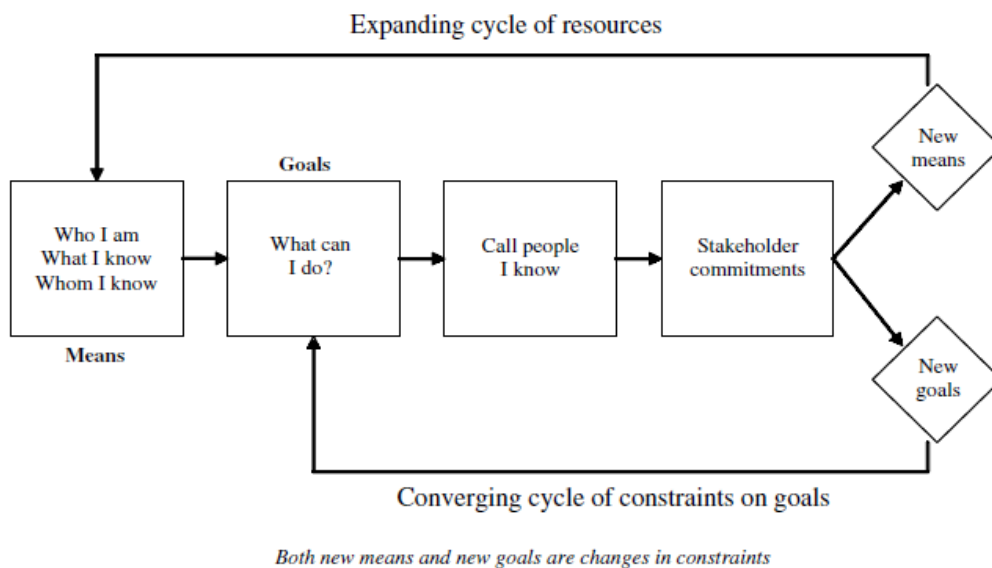 Expanding cycle of resources
New
means
Goals
Who I am
What I know
Whom I know
What can
I do?
Call people
I know
Stakeholder
commitments
Means
New
goals
Converging cycle of constraints on goals
Both new means and new goals are changes in constraints